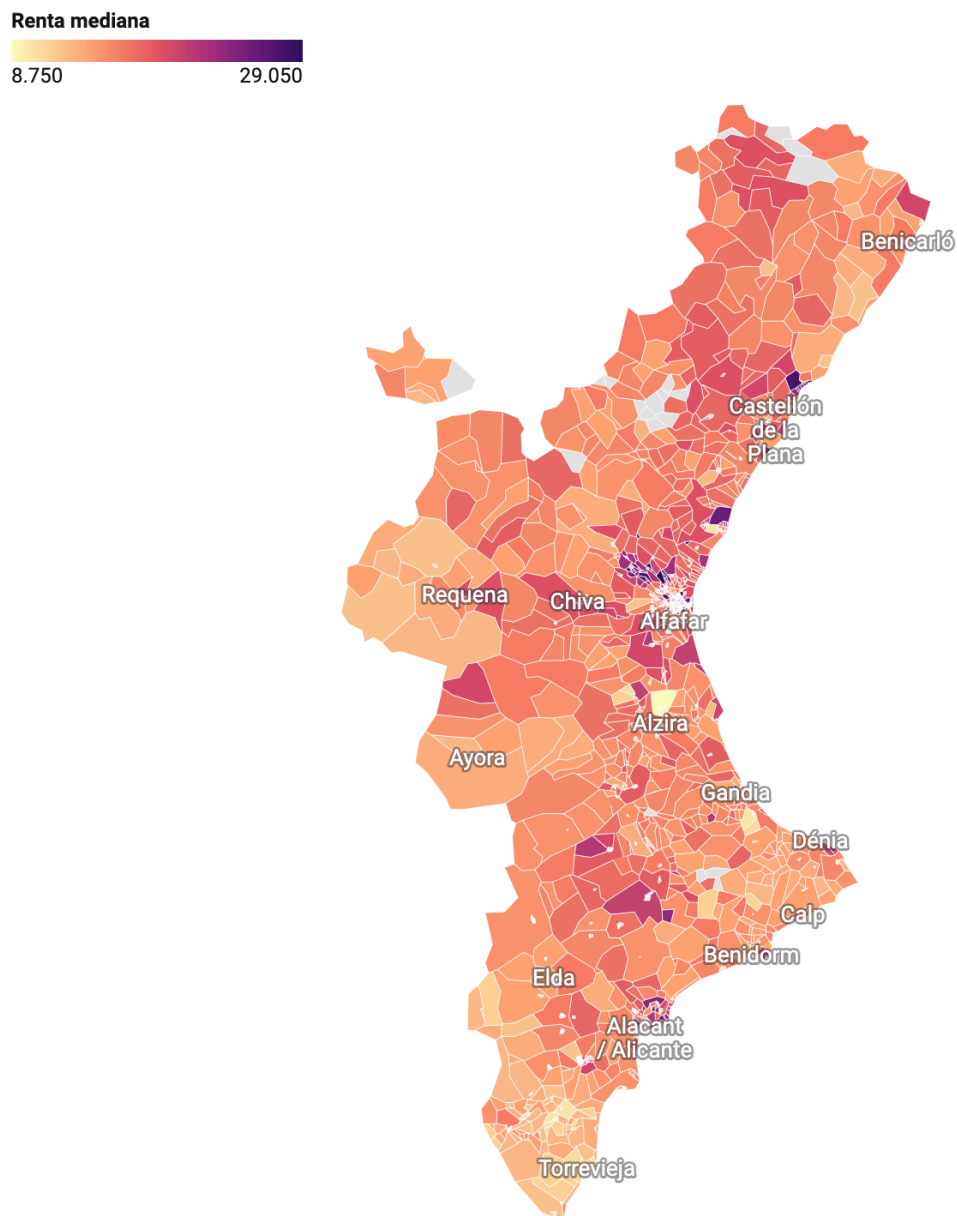 Renta mediana
8.750
29.050
Benicarló
Castellón
de la
Plana
Requena
Chiva
Alfafar
Alzira
Ayora
Gandia
Dénia
Calp
Benidorm
Elda
Alacant
/ Alicante
Torrevieja